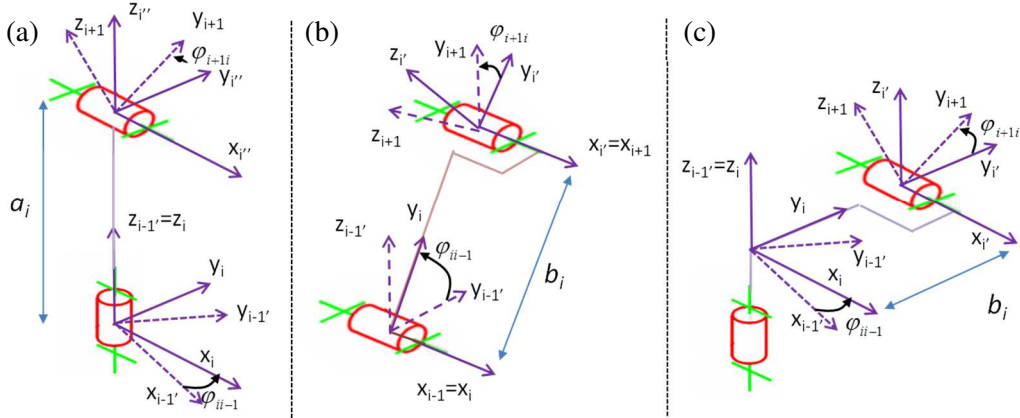 (a)
z_{i+1}
z_{i''}
y_{i+1}
φ_{i+1i}
y_{i''}
x_{i''}
a_i
z_{i-1'}=z_i
y_i
y_{i-1'}
x_i
x_{i-1'}
φ_{ii-1}
(b)
z_{i'}
y_{i+1}
φ_{i+1i}
y_{i'}
z_{i+1}
x_{i'}=x_{i+1}
y_i
z_{i-1'}
φ_{ii-1}
y_{i-1'}
b_i
x_{i-1}=x_i
(c)
z_{i+1}
z_{i'}
y_{i+1}
φ_{i+1i}
y_{i'}
z_{i-1'}=z_i
y_i
x_{i'}
y_{i-1'}
x_i
x_{i-1'}
φ_{ii-1}
b_i